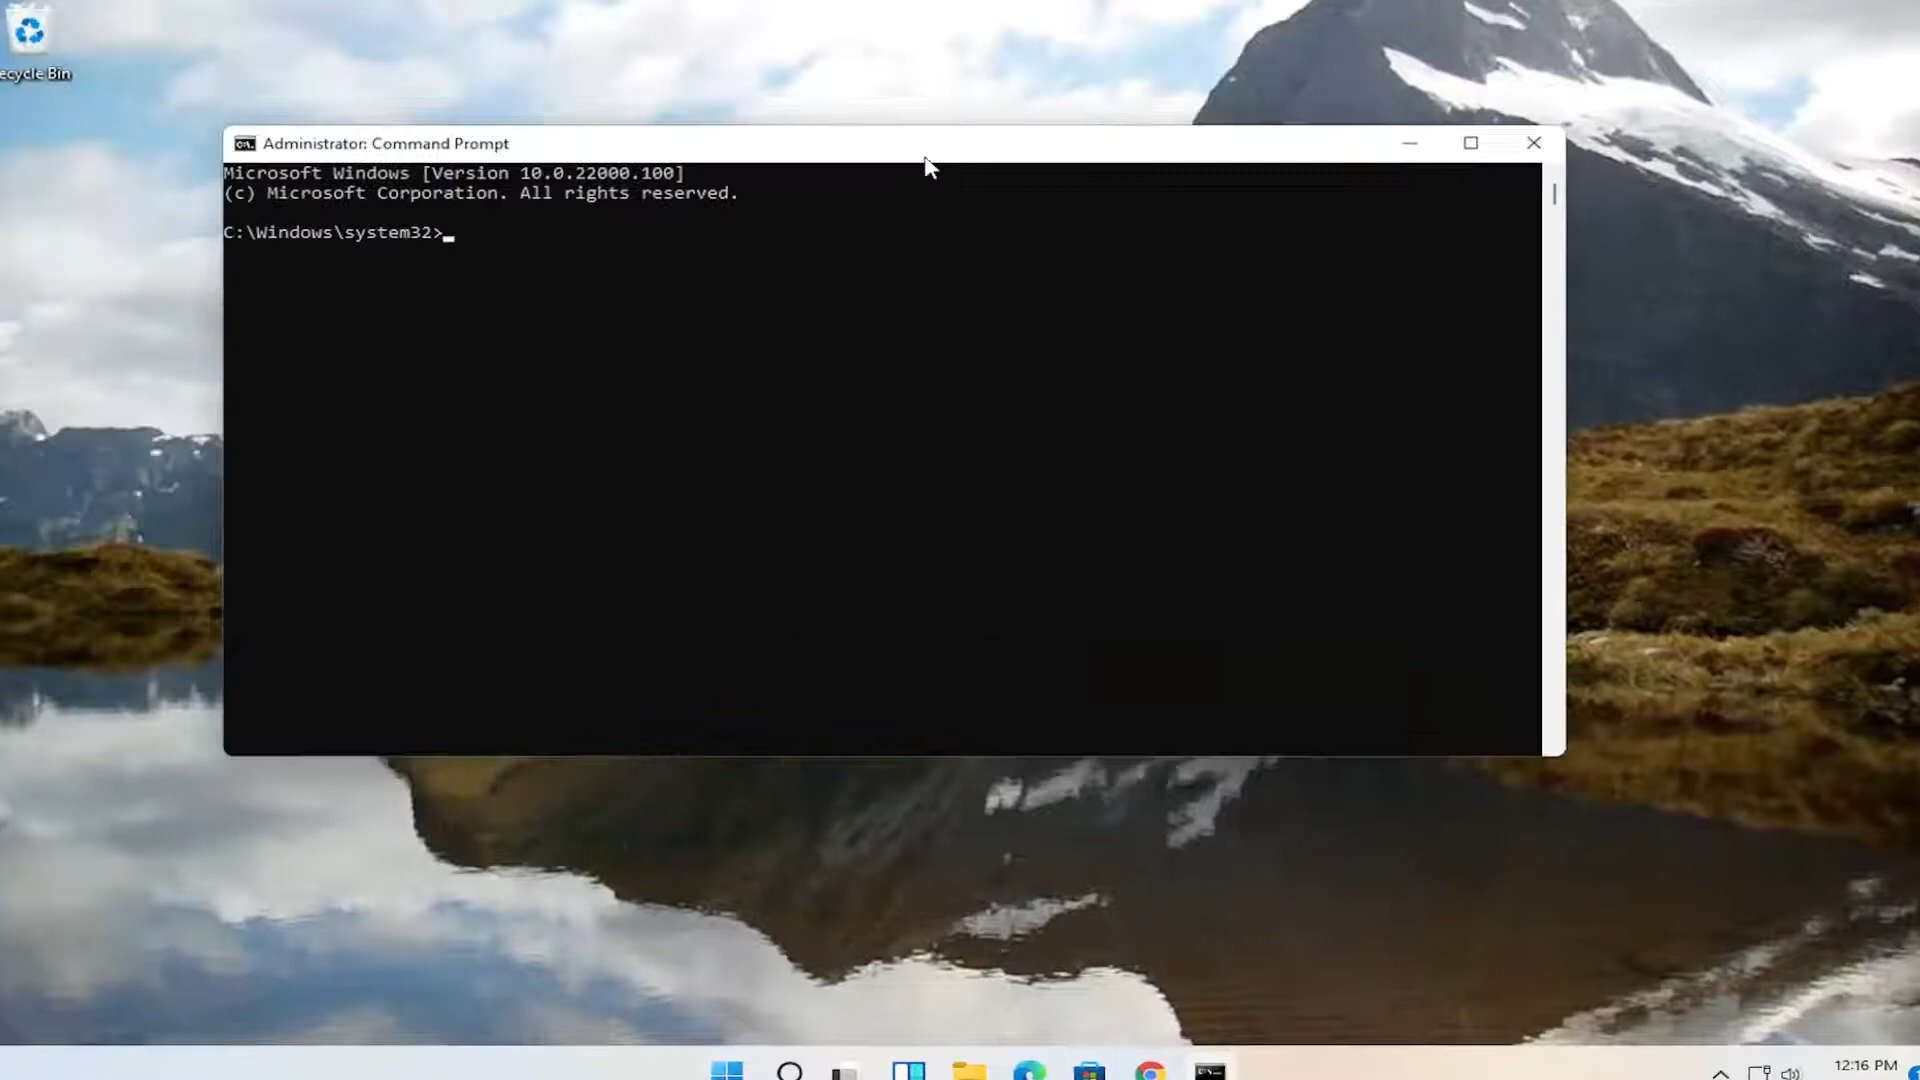 ecycle Bin
Administrator: Command Prompt
Microsoft Windows [Version 10.0.22000.100]
(c) Microsoft Corporation. All rights reserved.
C:\Windows\system32>
12:16 PM